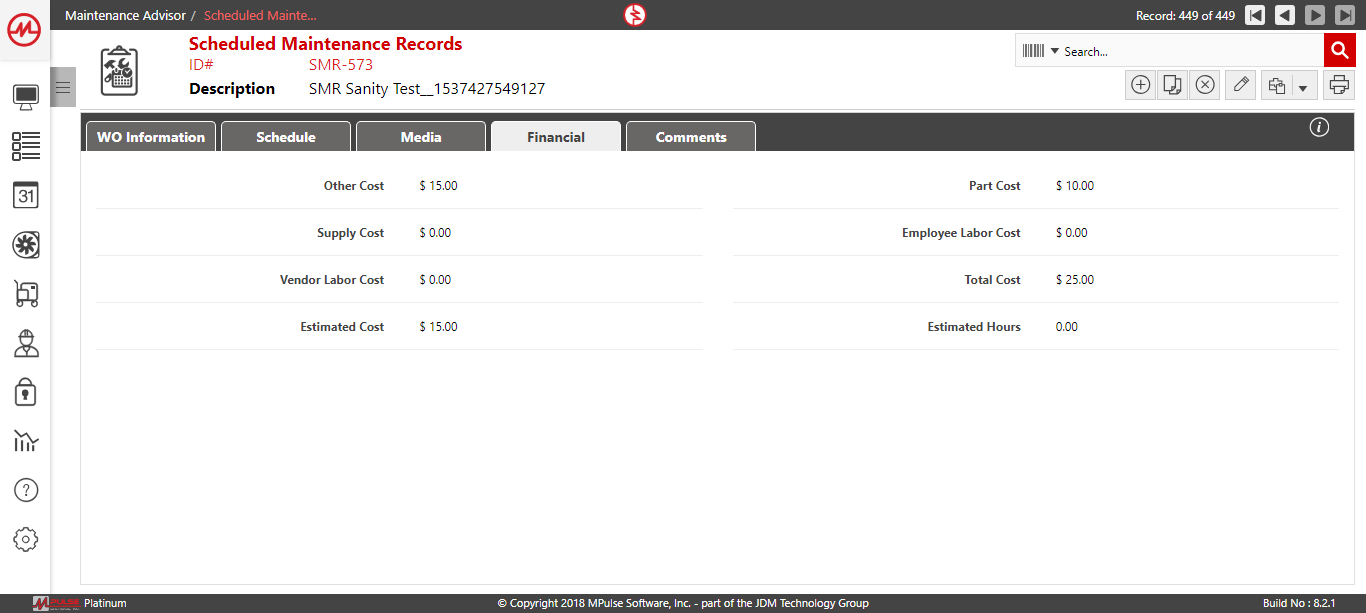 Maintenance Advisor / Scheduled Mainte...
Record: 449 of 449
Scheduled Maintenance Records
ID# SMR-573
Description SMR Sanity Test__1537427549127
Search...
31
WO Information Schedule Media Financial Comments
Other Cost $ 15.00 Part Cost $ 10.00
Supply Cost $ 0.00 Employee Labor Cost $ 0.00
Vendor Labor Cost $ 0.00 Total Cost $ 25.00
Estimated Cost $ 15.00 Estimated Hours 0.00
MPULSE Platinum
© Copyright 2018 MPulse Software, Inc. - part of the JDM Technology Group
Build No : 8.2.1